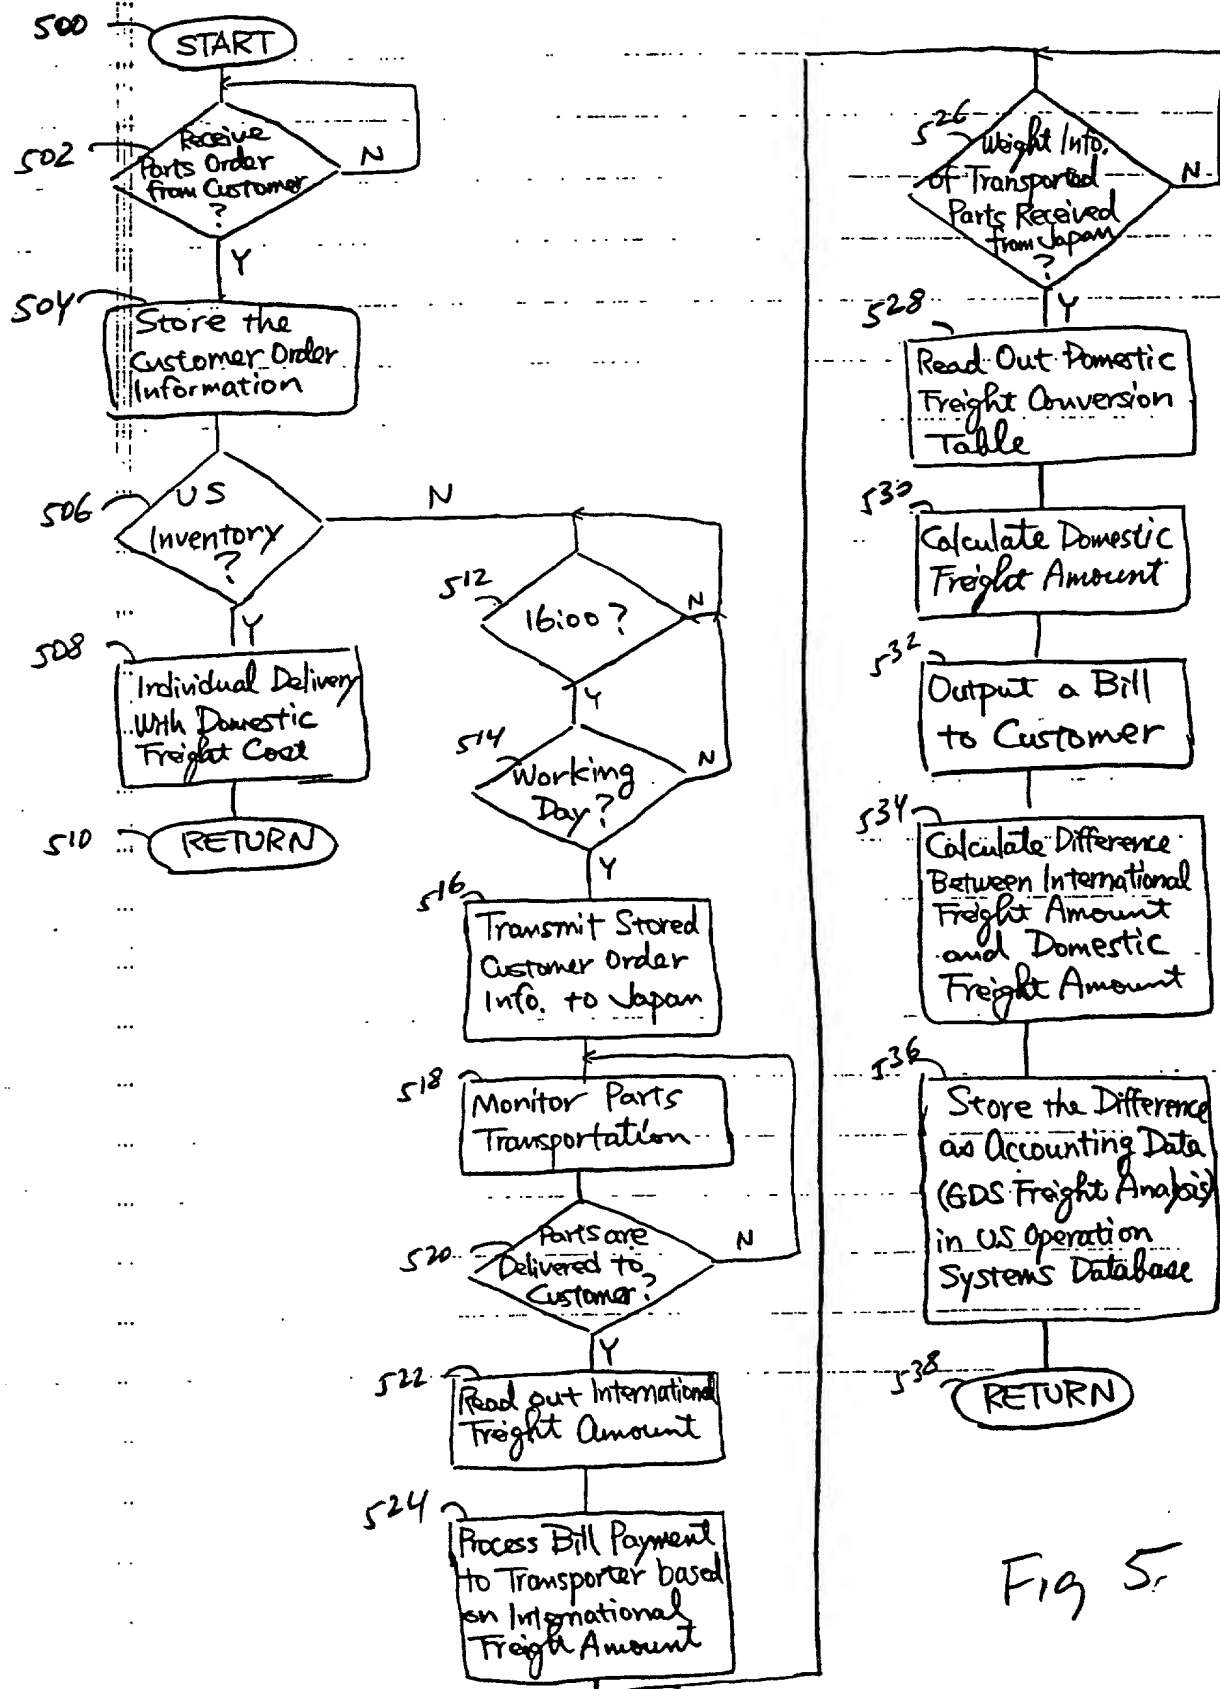 500
START
502
Receive
Parts Order
from Customer
?
N
Y
504
Store the
Customer Order
Information
506
US
Inventory
?
N
Y
508
Individual Delivery
With Domestic
Freight Cost
510
RETURN
512
16:00?
N
Y
514
Working
Day?
N
Y
516
Transmit Stored
Customer Order
Info. to Japan
518
Monitor Parts
Transportation
520
Parts are
Delivered to
Customer?
N
Y
522
Read out International
Freight Amount
524
Process Bill Payment
to Transporter based
on International
Freigh Amount
526
Weight Info.
of Transported
Parts Received
from Japan
?
N
Y
528
Read Out Domestic
Freight Conversion
Table
530
Calculate Domestic
Freight Amount
532
Output a Bill
to Customer
534
Calculate Difference
Between International
Freight Amount
and Domestic
Freight Amount
536
Store the Difference
as Accounting Data
(GDS Freight Analysis)
in US Operation
Systems Database
538
RETURN
Fig 5.